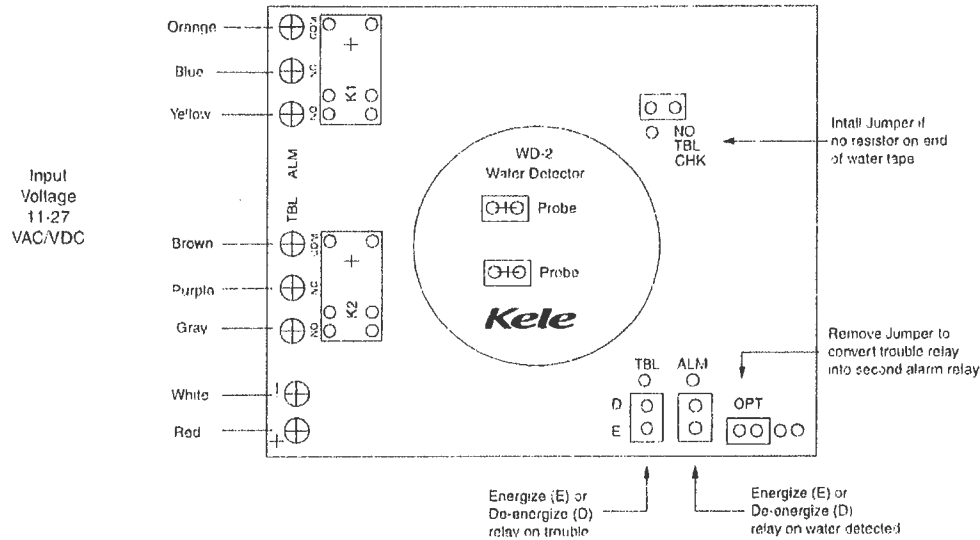 Orange
COM
Blue
NC
Yellow
NO
K1
ALM
TBL
Input
Voltage
11-27
VAC/VDC
Brown
COM
Purple
NC
Gray
NO
K2
White
-
Red
+
WD-2
Water Detector
Probe
Probe
Kele
NO
TBL
CHK
Intall Jumper if
no resistor on end
of water tape
Remove Jumper to
convert trouble relay
into second alarm relay
TBL ALM
D
E
OPT
Energize (E) or
De-energize (D)
relay on trouble
Energize (E) or
De-energize (D)
relay on water detected